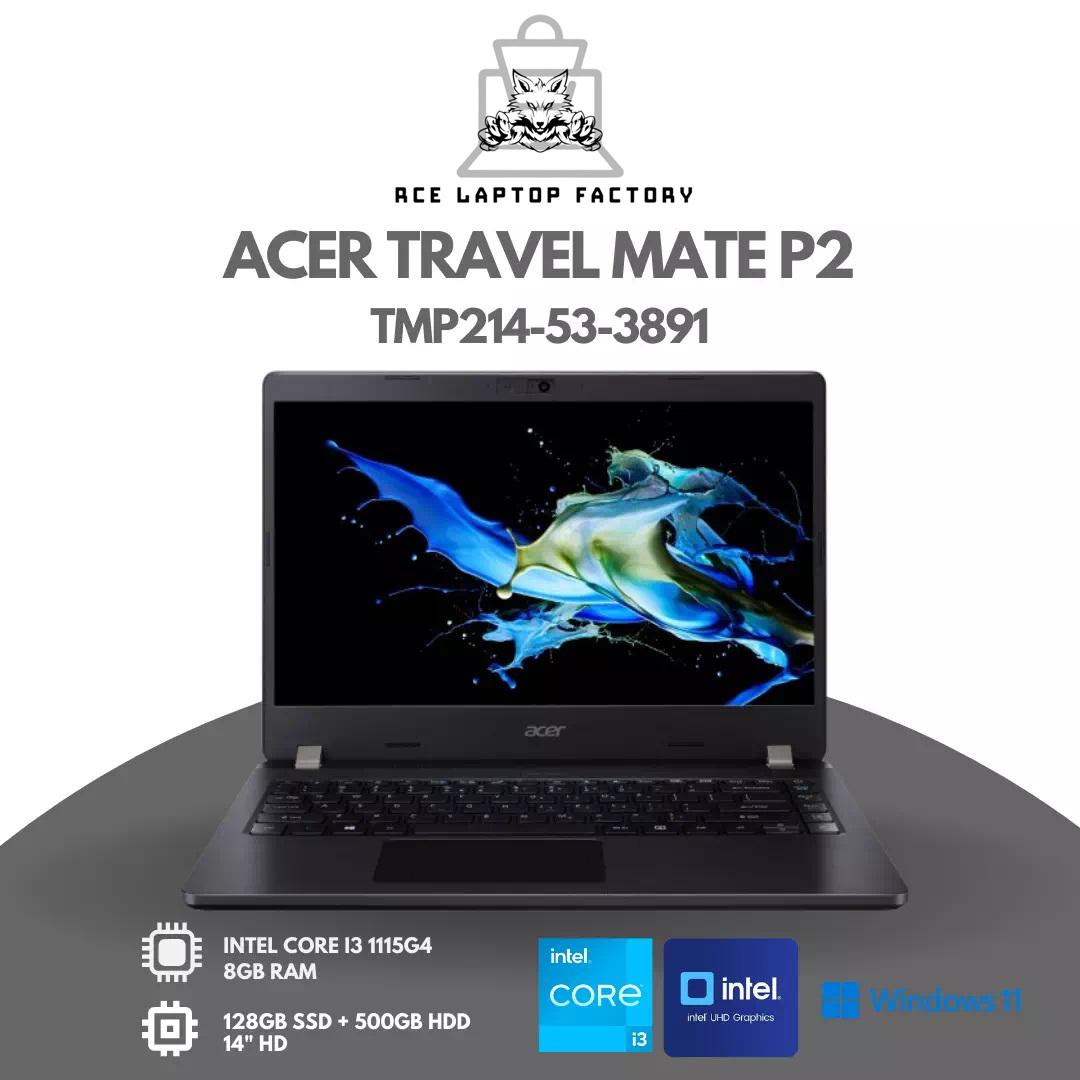 RCE LAPTOP FACTORY
ACER TRAVEL MATE P2
TMP214-53-3891
acer
INTEL CORE I3 1115G4
8GB RAM
128GB SSD + 500GB HDD
14" HD
intel.
CORE
i3
intel.
intel UHD Graphics
Windows 11